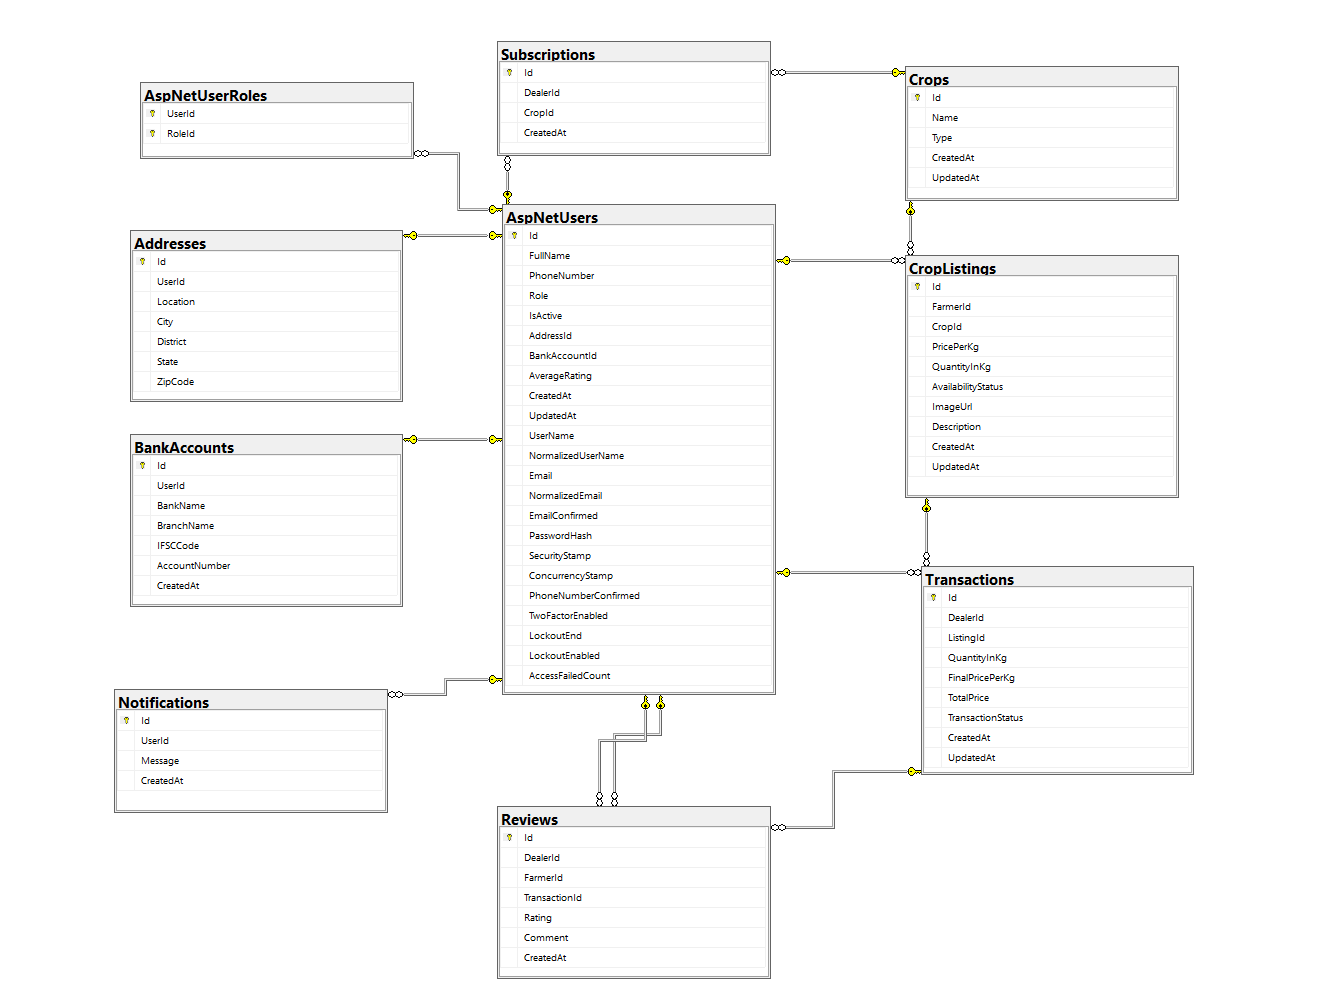 Subscriptions
Id
DealerId
CropId
CreatedAt
Crops
Id
Name
Type
CreatedAt
UpdatedAt
AspNetUserRoles
UserId
RoleId
AspNetUsers
Id
FullName
PhoneNumber
Role
IsActive
AddressId
BankAccountId
AverageRating
CreatedAt
UpdatedAt
UserName
NormalizedUserName
Email
NormalizedEmail
EmailConfirmed
PasswordHash
SecurityStamp
ConcurrencyStamp
PhoneNumberConfirmed
TwoFactorEnabled
LockoutEnd
LockoutEnabled
AccessFailedCount
Addresses
Id
UserId
Location
City
District
State
ZipCode
CropListings
Id
FarmerId
CropId
PricePerKg
QuantityInKg
AvailabilityStatus
ImageUrl
Description
CreatedAt
UpdatedAt
BankAccounts
Id
UserId
BankName
BranchName
IFSCCode
AccountNumber
CreatedAt
Transactions
Id
DealerId
ListingId
QuantityInKg
FinalPricePerKg
TotalPrice
TransactionStatus
CreatedAt
UpdatedAt
Notifications
Id
UserId
Message
CreatedAt
Reviews
Id
DealerId
FarmerId
TransactionId
Rating
Comment
CreatedAt